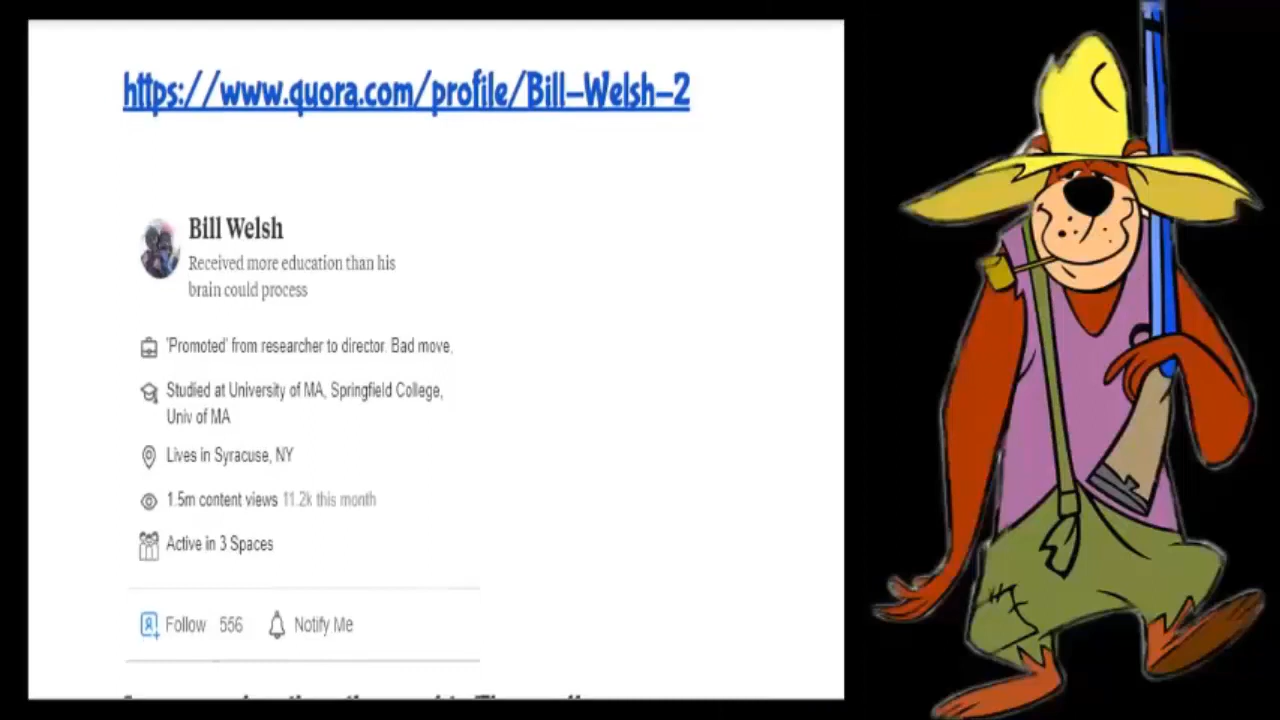 https://www.quora.com/profile/Bill-Welsh-2
Bill Welsh
Received more education than his
brain could process
'Promoted' from researcher to director. Bad move.
Studied at University of MA, Springfield College,
Univ of MA
Lives in Syracuse, NY
1.5m content views 11.2k this month
Active in 3 Spaces
Follow 556 Notify Me